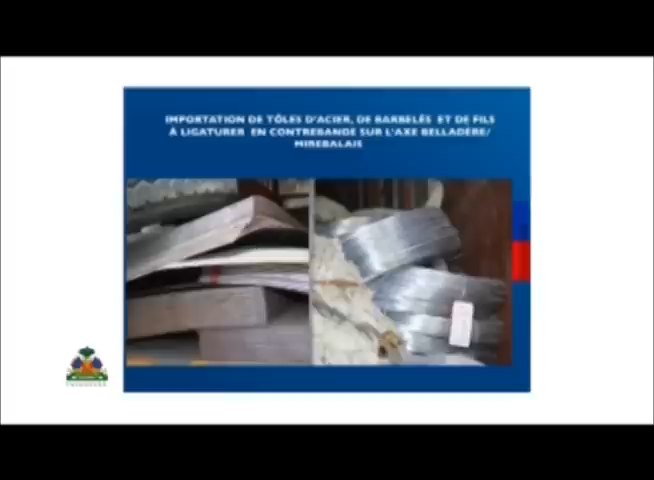 IMPORTATION DE TÔLES D'ACIER, DE BARBELÉS ET DE FILS
À LIGATURER EN CONTREBANDE SUR L'AXE BELLADÈRE/
MIREBALAIS